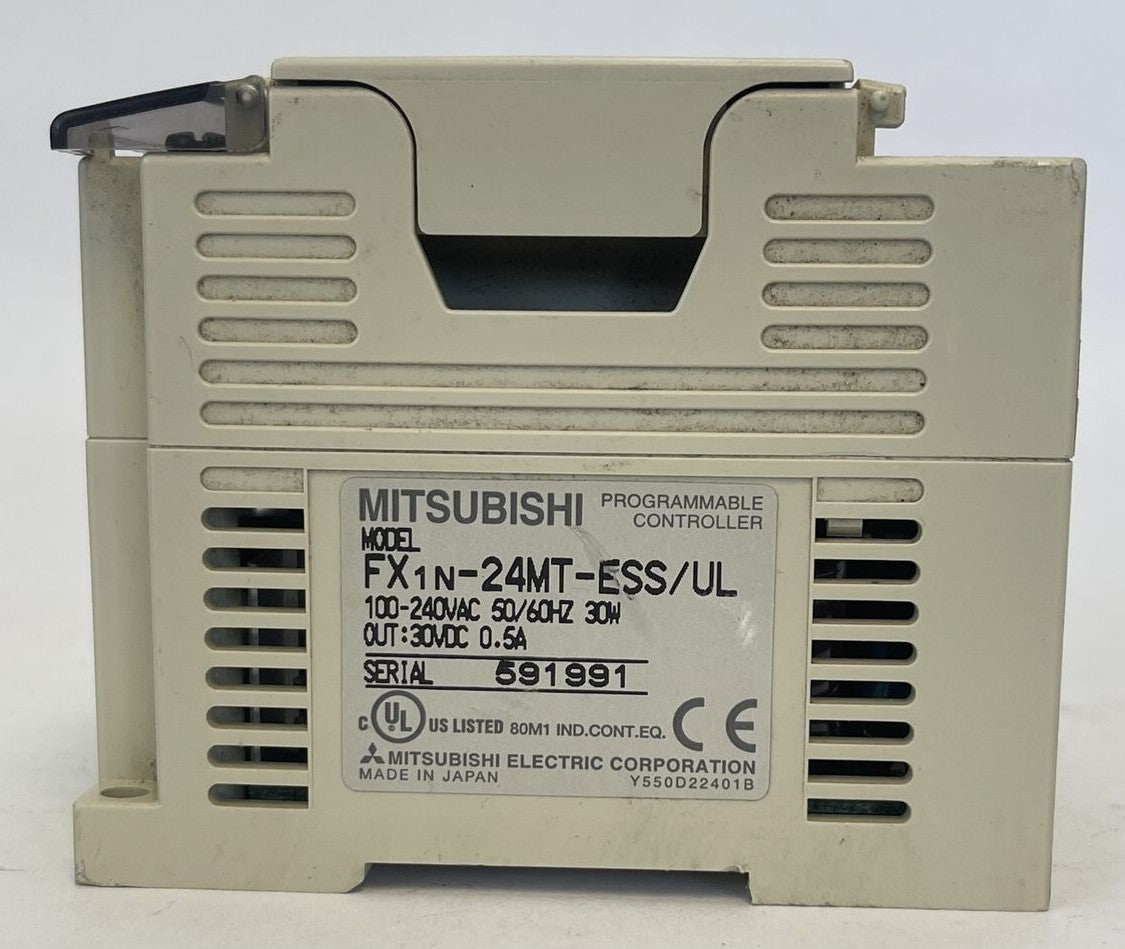 MITSUBISHI PROGRAMMABLE CONTROLLER
MODEL
FX1N-24MT-ESS/UL
100-240VAC 50/60HZ 30W
OUT:30VDC 0.5A
SERIAL 591991
C UL US LISTED 80M1 IND.CONT.EQ. CE
MITSUBISHI ELECTRIC CORPORATION
MADE IN JAPAN Y550D22401B